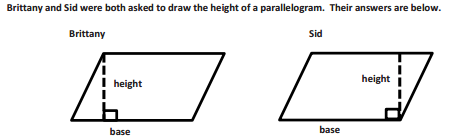 Brittany and Sid were both asked to draw the height of a parallelogram.  Their answers are below.
Brittany
Sid
height
height
base
base